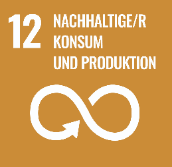 12 NACHHALTIGE/R
KONSUM
UND PRODUKTION